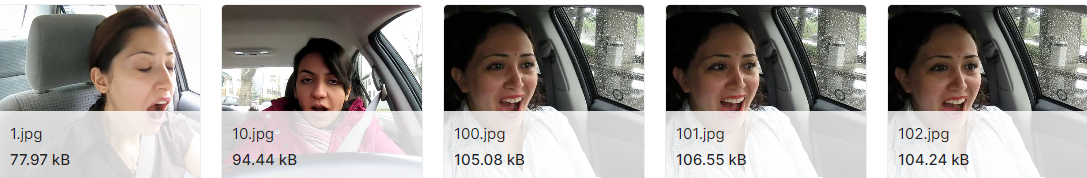 1.jpg
77.97 kB
10.jpg
94.44 kB
100.jpg
105.08 kB
101.jpg
106.55 kB
102.jpg
104.24 kB